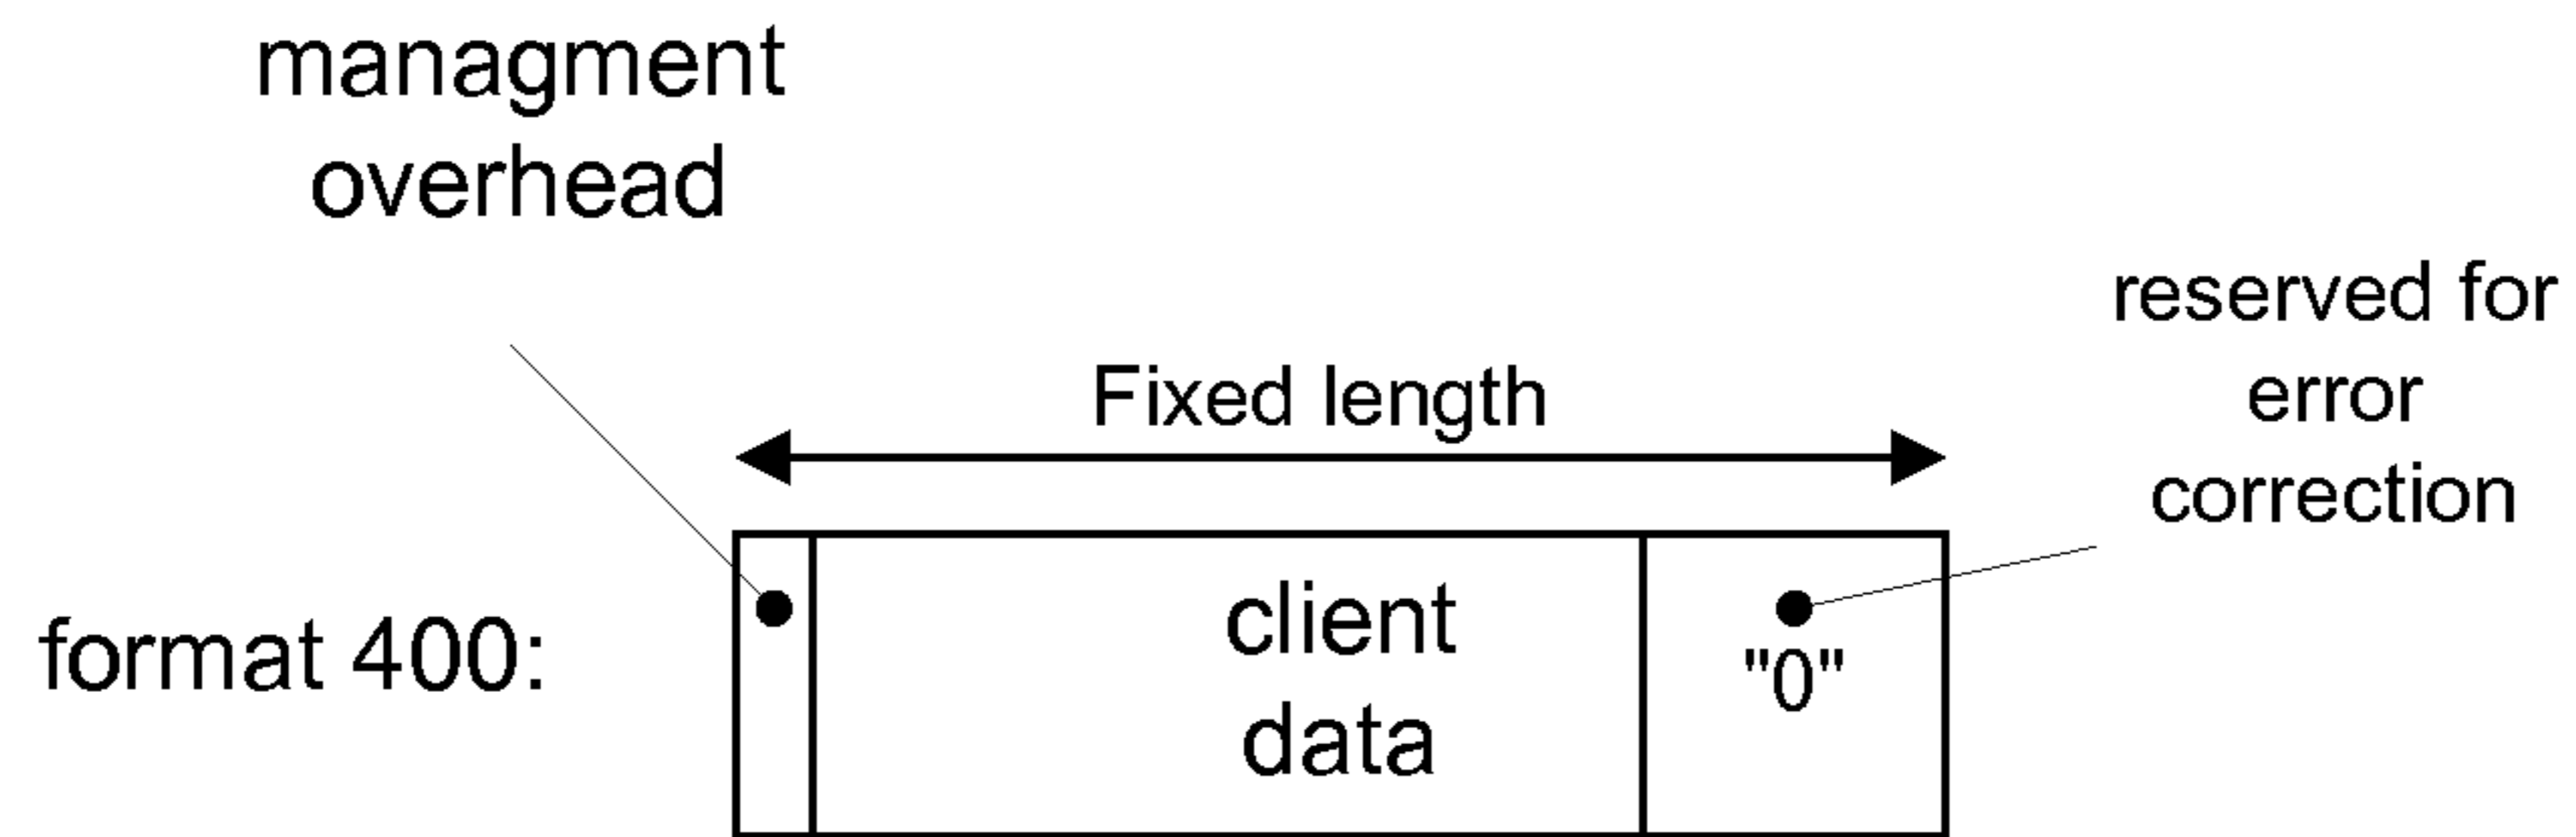 managment
overhead
reserved for
error
correction
Fixed length
format 400:
client
data
"0"